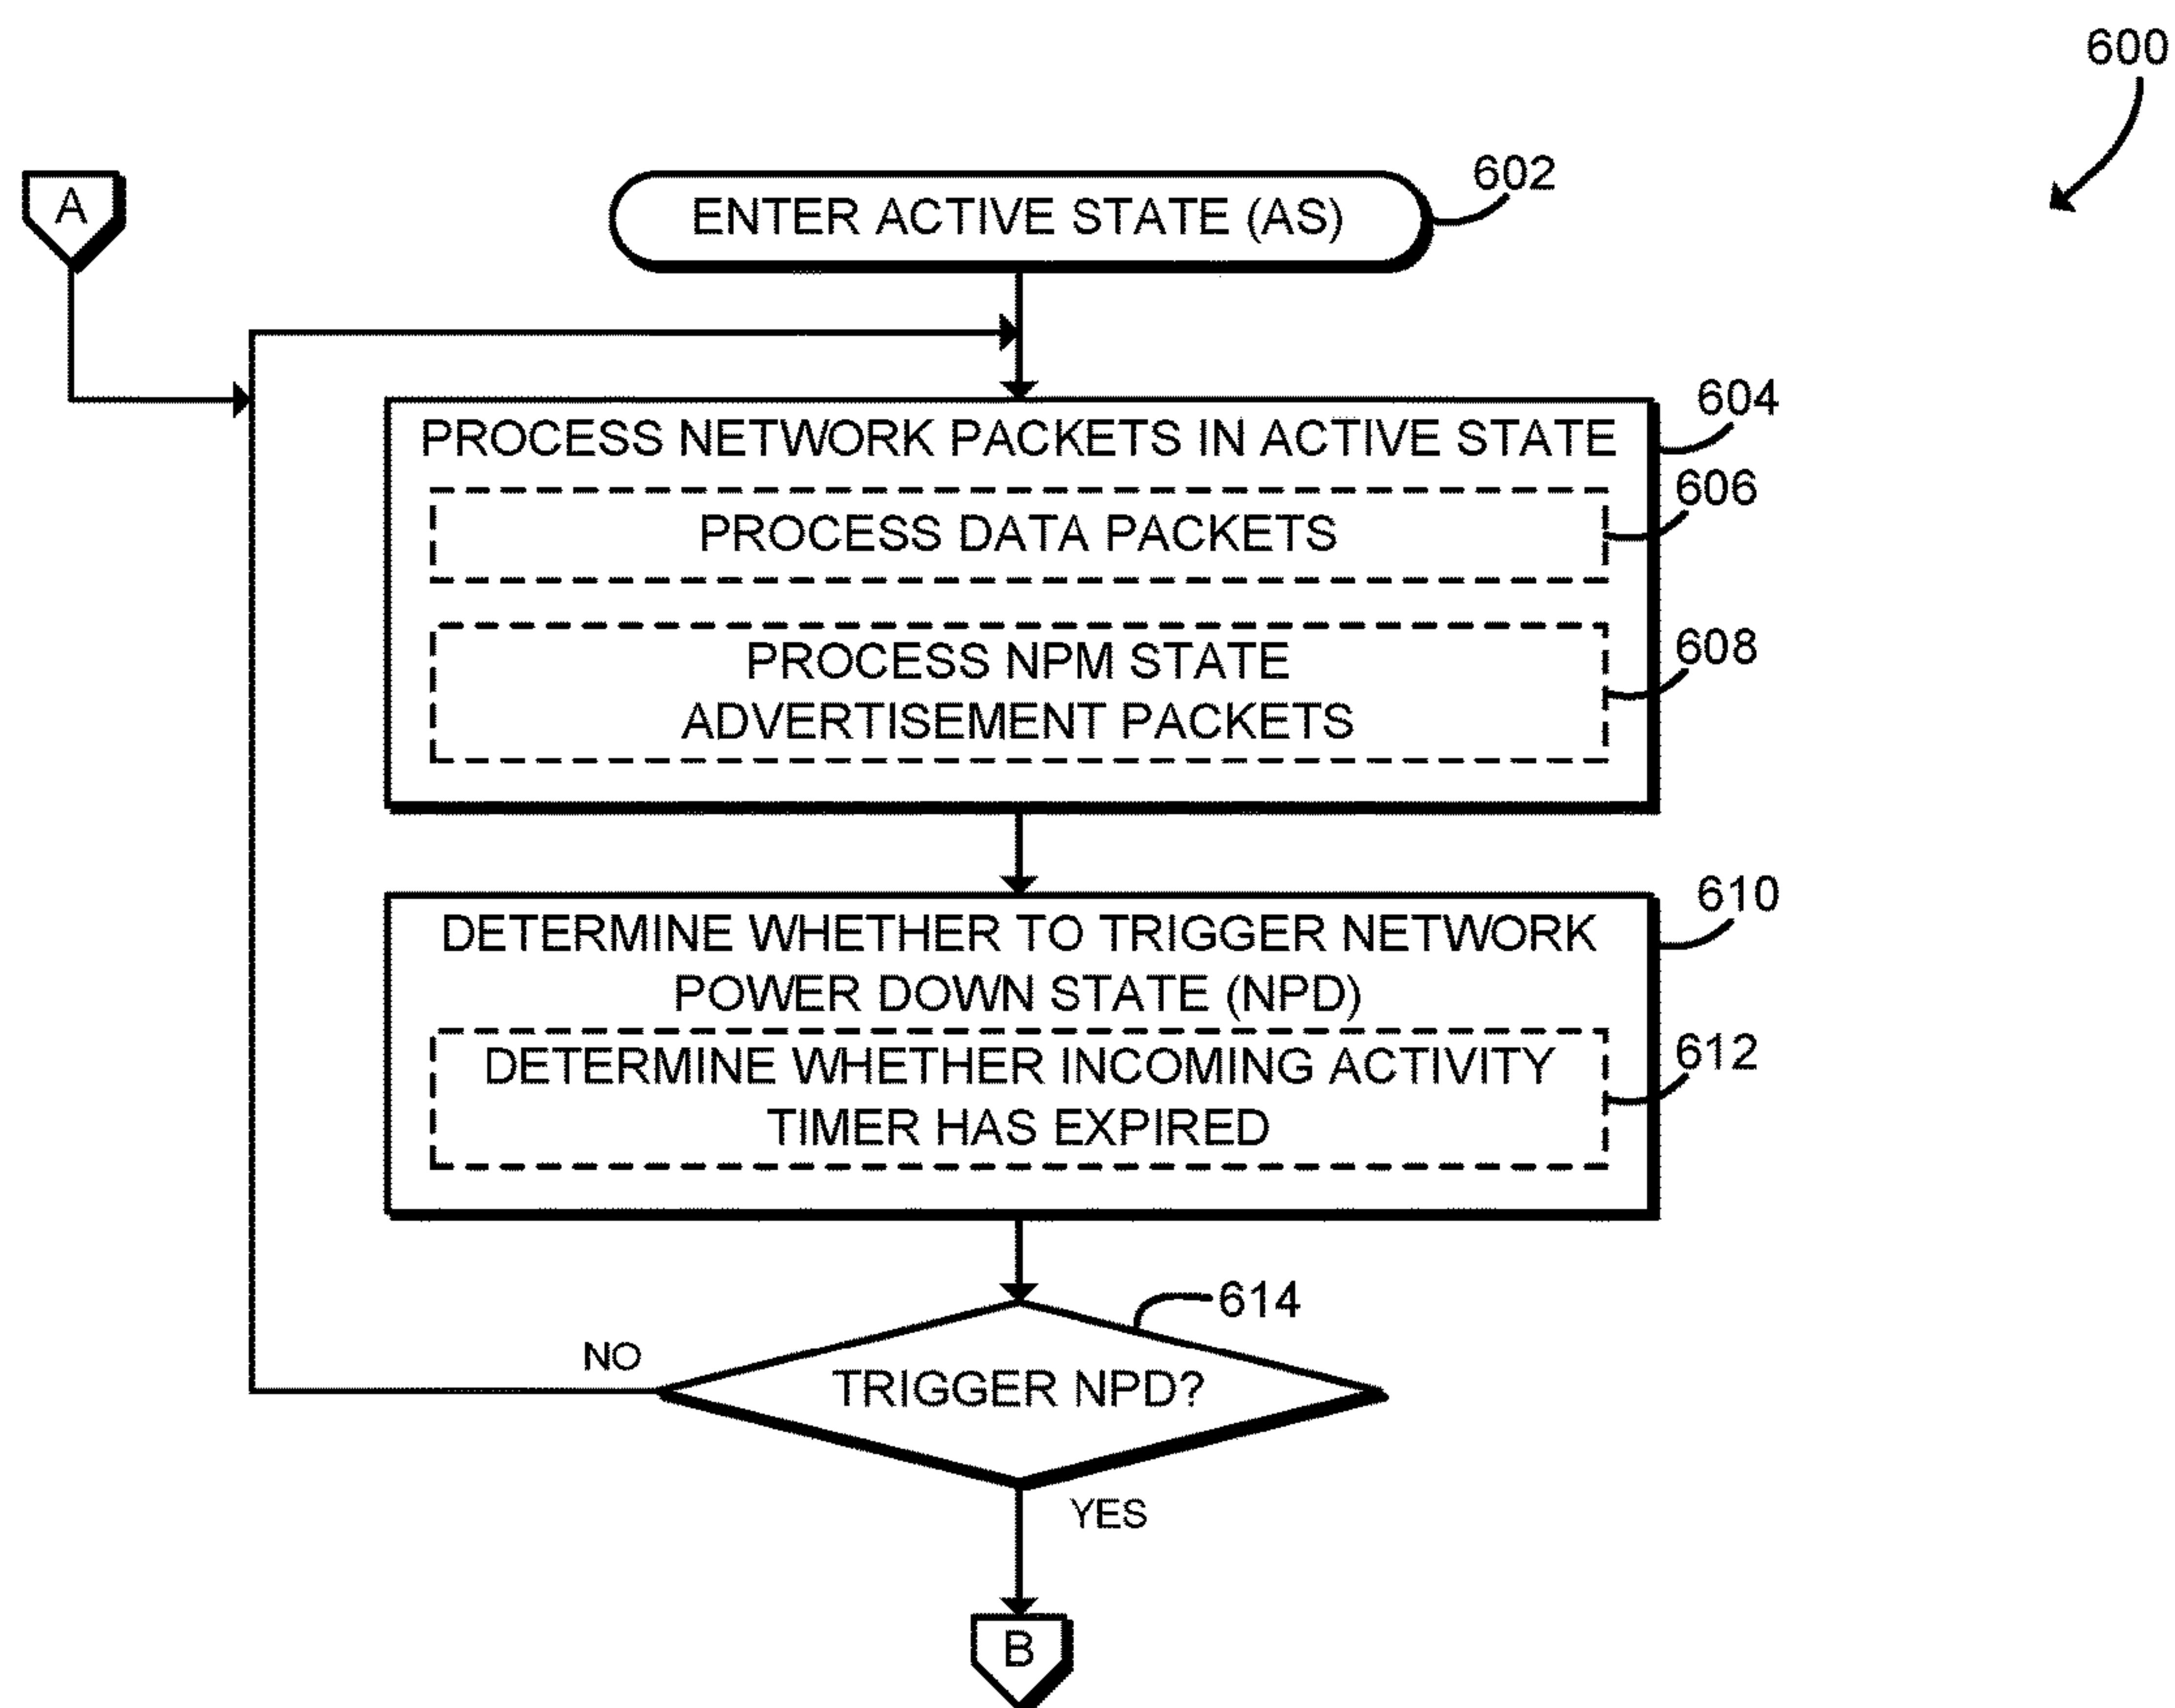 600
A
ENTER ACTIVE STATE (AS)
602
PROCESS NETWORK PACKETS IN ACTIVE STATE
604
PROCESS DATA PACKETS
606
PROCESS NPM STATE
ADVERTISEMENT PACKETS
608
DETERMINE WHETHER TO TRIGGER NETWORK
POWER DOWN STATE (NPD)
610
DETERMINE WHETHER INCOMING ACTIVITY
TIMER HAS EXPIRED
612
614
NO
TRIGGER NPD?
YES
B